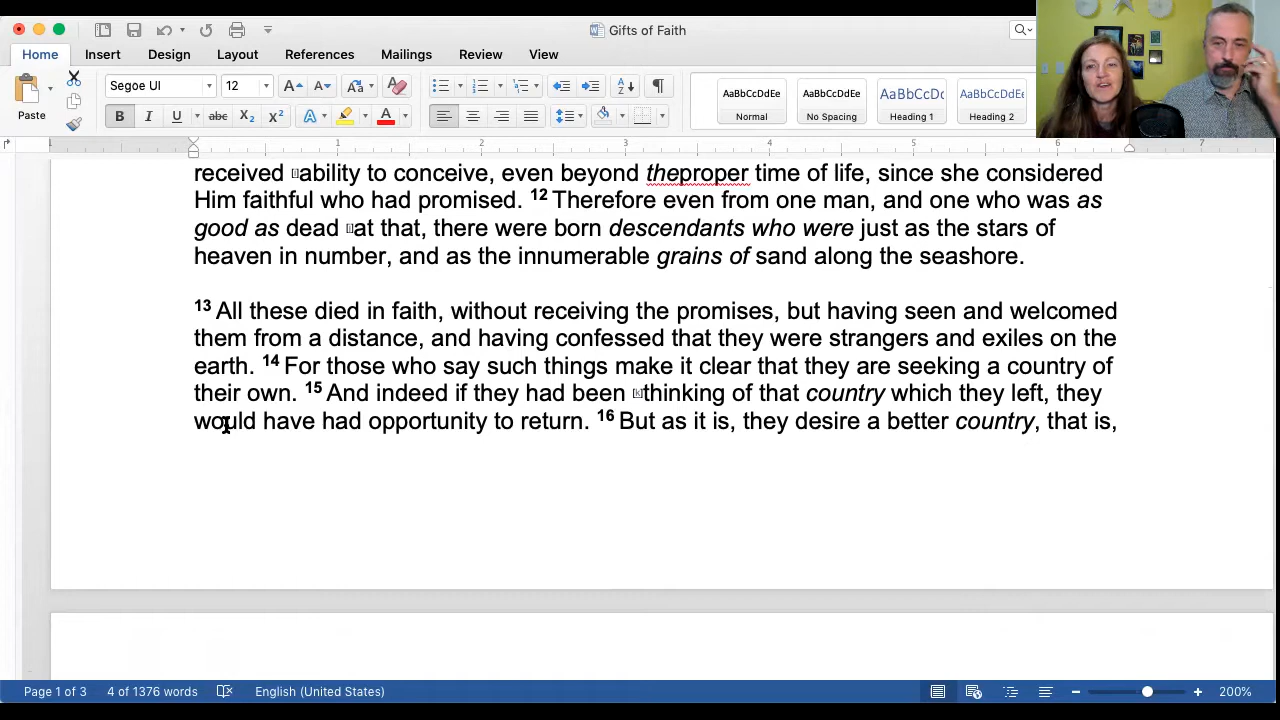 Gifts of Faith
Home Insert Design Layout References Mailings Review View
Segoe UI 12
Paste
AaBbCcDdEe AaBbCcDdEe AaBbCcDc AaBbCcDdEe
Normal No Spacing Heading 1 Heading 2
1 2 3 4 5 6 7
received [i]ability to conceive, even beyond theproper time of life, since she considered
Him faithful who had promised. 12 Therefore even from one man, and one who was as
good as dead [j]at that, there were born descendants who were just as the stars of
heaven in number, and as the innumerable grains of sand along the seashore.
13 All these died in faith, without receiving the promises, but having seen and welcomed
them from a distance, and having confessed that they were strangers and exiles on the
earth. 14 For those who say such things make it clear that they are seeking a country of
their own. 15 And indeed if they had been [k]thinking of that country which they left, they
would have had opportunity to return. 16 But as it is, they desire a better country, that is,
Page 1 of 3 4 of 1376 words English (United States) 200%